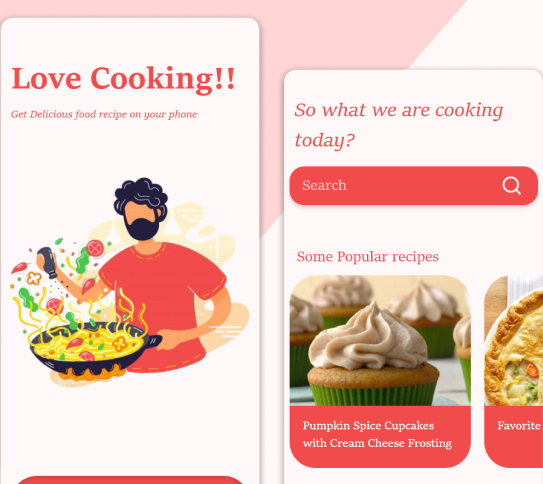 Love Cooking!!
Get Delicious food recipe on your phone
So what we are cooking
today?
Search
Some Popular recipes
Pumpkin Spice Cupcakes
with Cream Cheese Frosting
Favorite